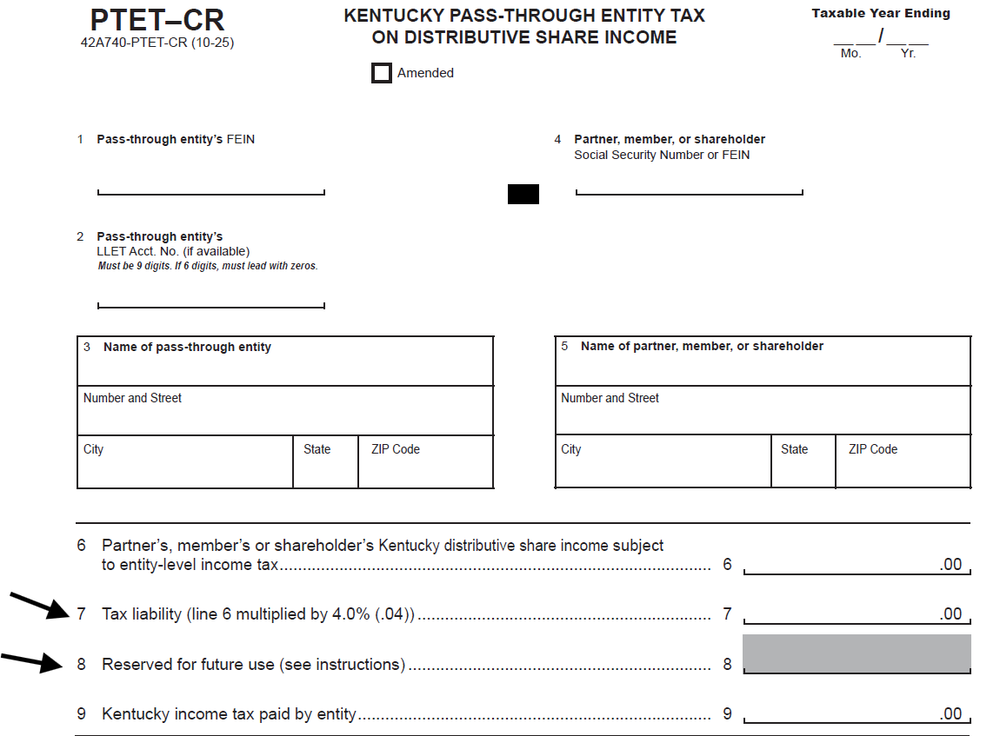 PTET–CR
42A740-PTET-CR (10-25)
KENTUCKY PASS-THROUGH ENTITY TAX
ON DISTRIBUTIVE SHARE INCOME
Amended
Taxable Year Ending
__ __ / __ __
Mo. Yr.
1 Pass-through entity’s FEIN
4 Partner, member, or shareholder
Social Security Number or FEIN
2 Pass-through entity’s
LLET Acct. No. (if available)
Must be 9 digits. If 6 digits, must lead with zeros.
3 Name of pass-through entity
Number and Street
City State ZIP Code
5 Name of partner, member, or shareholder
Number and Street
City State ZIP Code
6 Partner’s, member’s or shareholder’s Kentucky distributive share income subject
to entity-level income tax.......................................................................................... 6 .00
7 Tax liability (line 6 multiplied by 4.0% (.04))............................................................... 7 .00
8 Reserved for future use (see instructions)................................................................. 8
9 Kentucky income tax paid by entity............................................................................ 9 .00